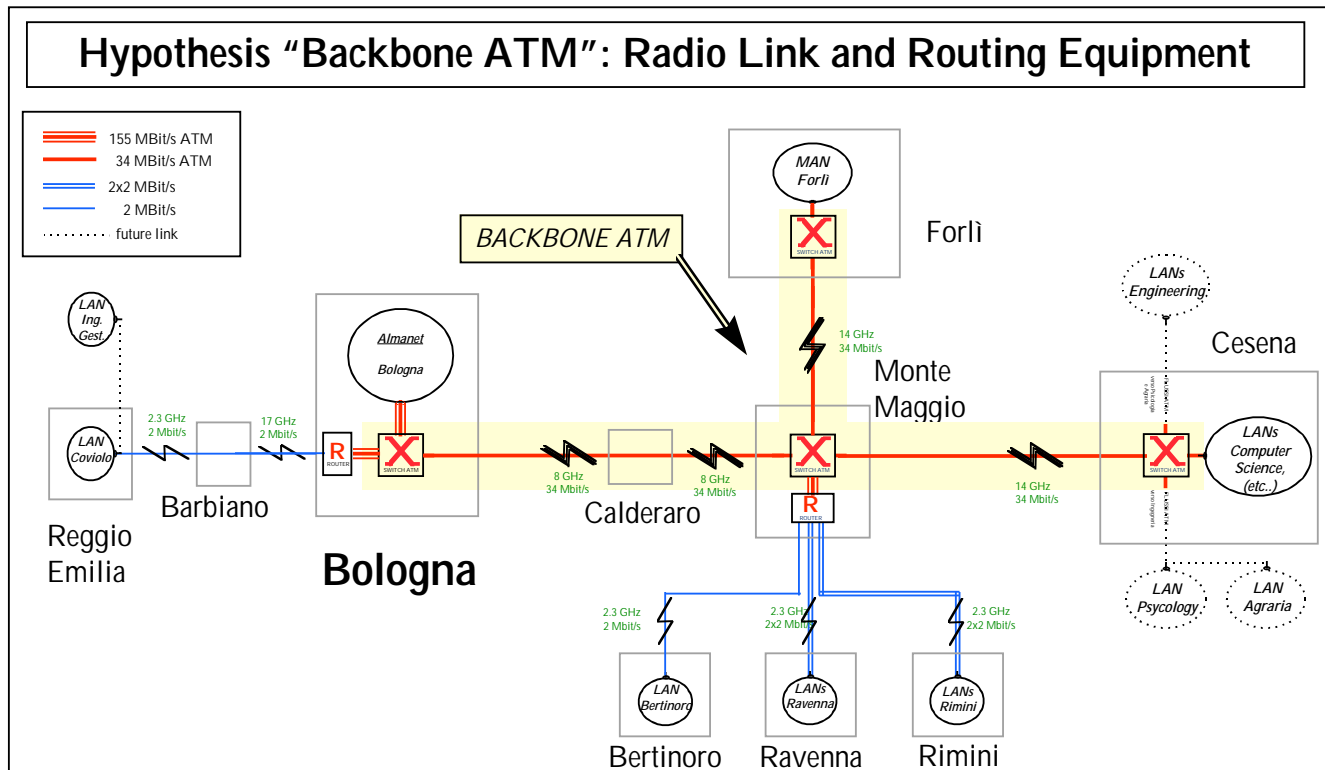 Hypothesis “Backbone ATM”: Radio Link and Routing Equipment
155 MBit/s ATM
34 MBit/s ATM
2x2 MBit/s
2 MBit/s
future link
BACKBONE ATM
MAN
Forlì
SWITCH ATM
Forlì
14 GHz
34 Mbit/s
Monte
Maggio
LANs
Engineering
Cesena
LAN
Ing.
Gest.
Almanet
Bologna
2.3 GHz
2 Mbit/s
17 GHz
2 Mbit/s
LAN
Coviolo
R
ROUTER
SWITCH ATM
8 GHz
34 Mbit/s
8 GHz
34 Mbit/s
SWITCH ATM
14 GHz
34 Mbit/s
SWITCH ATM
LANs
Computer
Science,
(etc..)
Barbiano
Calderaro
R
ROUTER
Reggio
Emilia
Bologna
LAN
Psycology
LAN
Agraria
2.3 GHz
2 Mbit/s
2.3 GHz
2x2 Mbit/s
2.3 GHz
2x2 Mbit/s
LAN
Bertinoro
LANs
Ravenna
LANs
Rimini
Bertinoro
Ravenna
Rimini